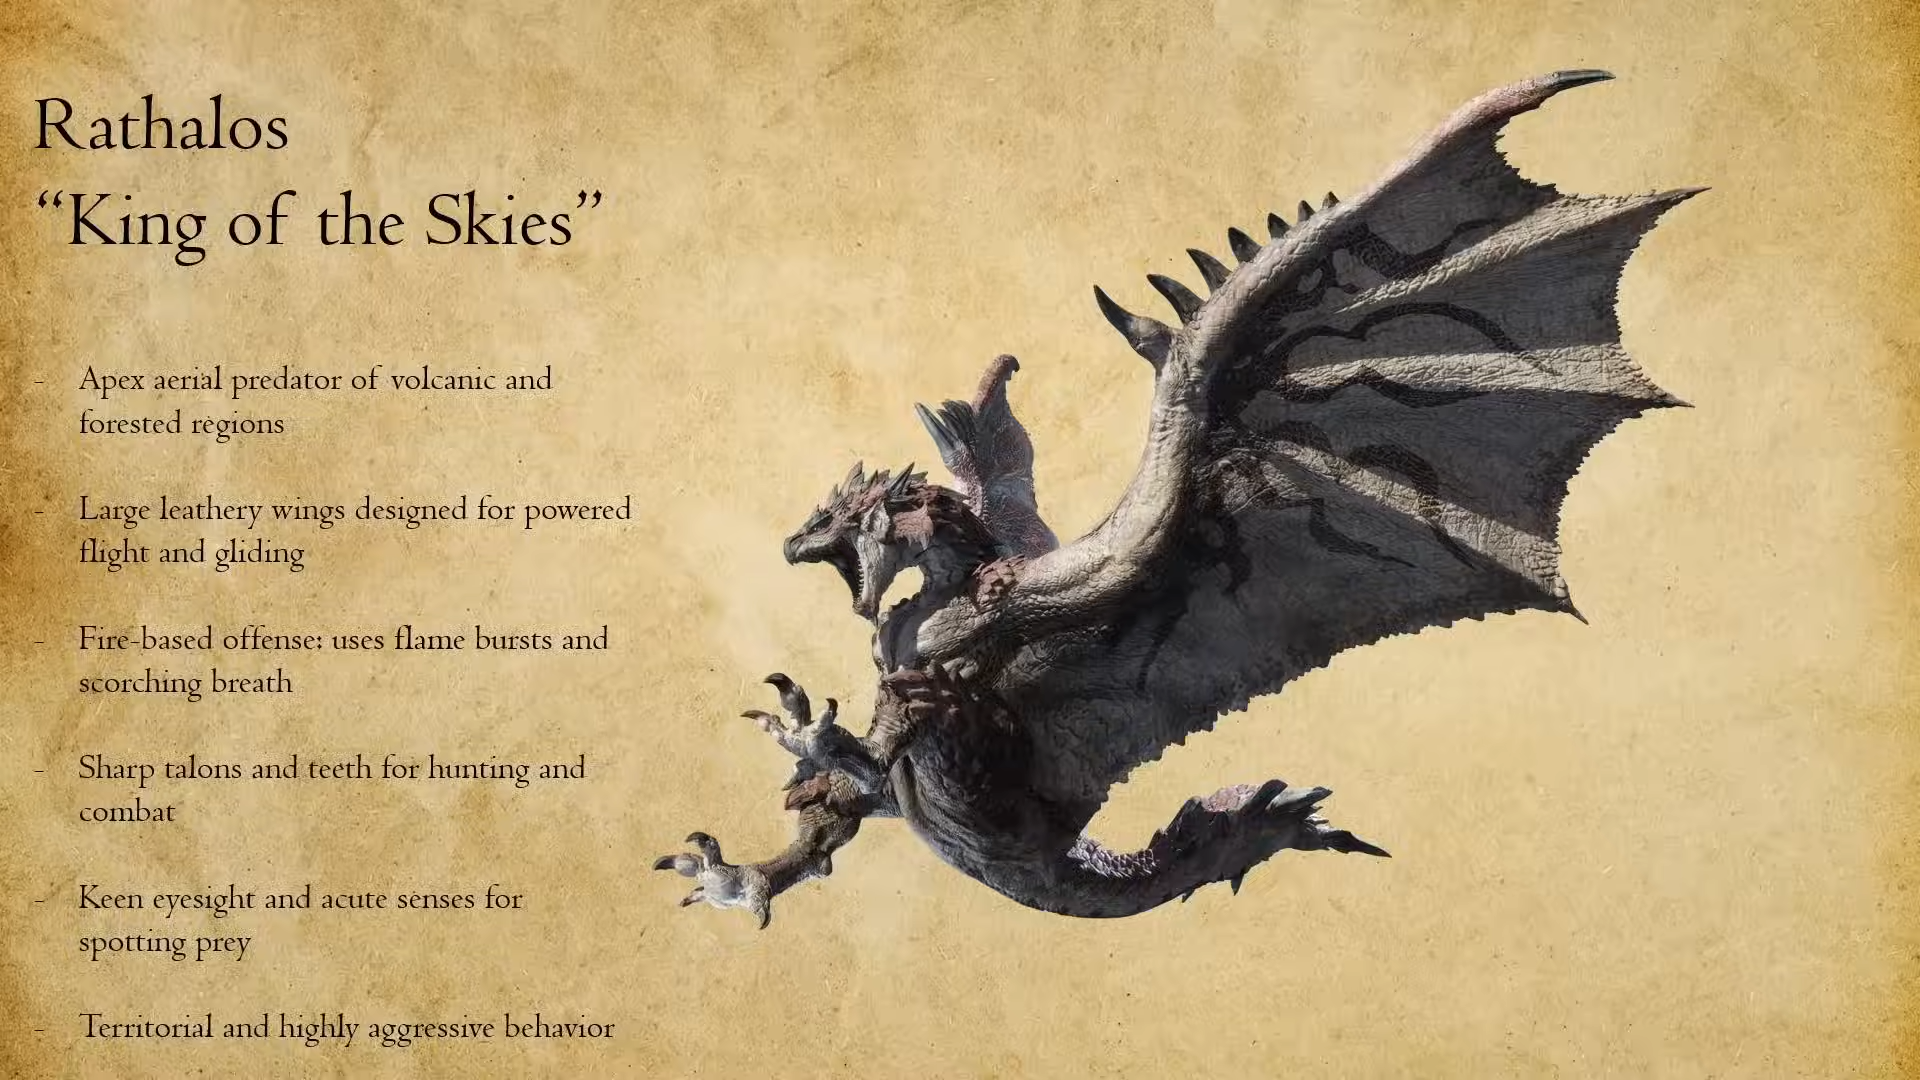 Rathalos
“King of the Skies”
- Apex aerial predator of volcanic and
forested regions
- Large leathery wings designed for powered
flight and gliding
- Fire-based offense: uses flame bursts and
scorching breath
- Sharp talons and teeth for hunting and
combat
- Keen eyesight and acute senses for
spotting prey
- Territorial and highly aggressive behavior